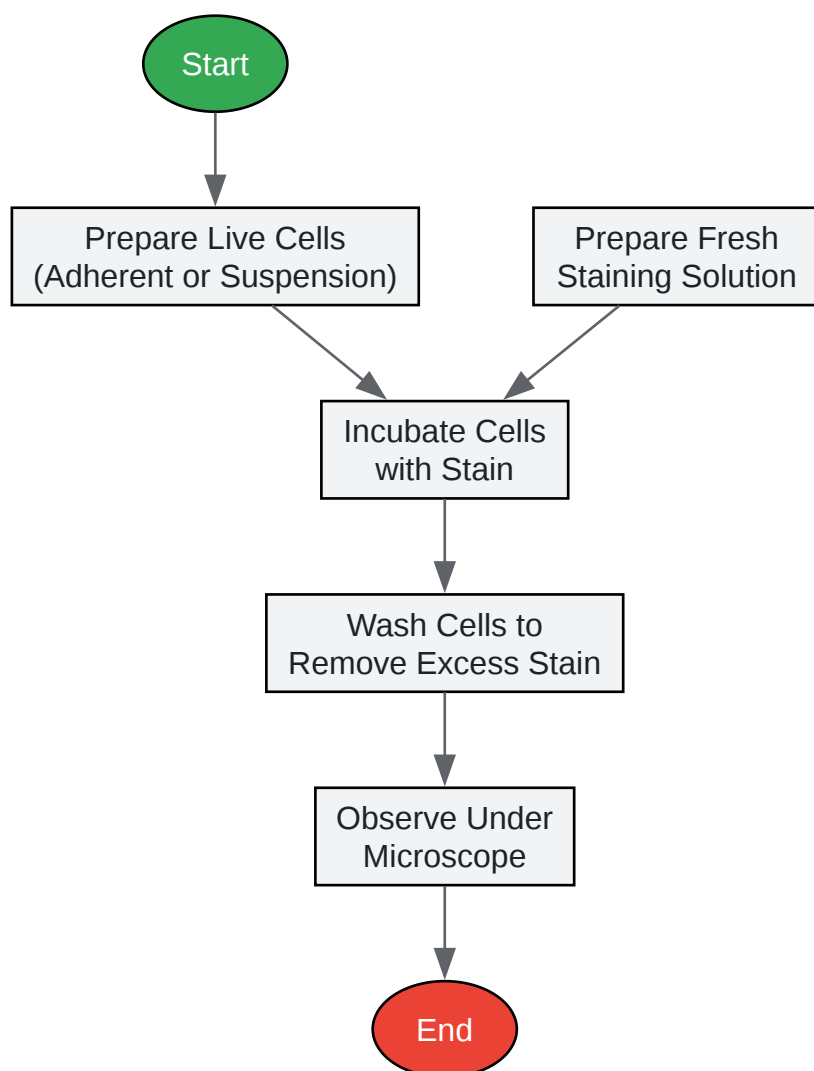 Start
Prepare Live Cells
(Adherent or Suspension)
Prepare Fresh
Staining Solution
Incubate Cells
with Stain
Wash Cells to
Remove Excess Stain
Observe Under
Microscope
End